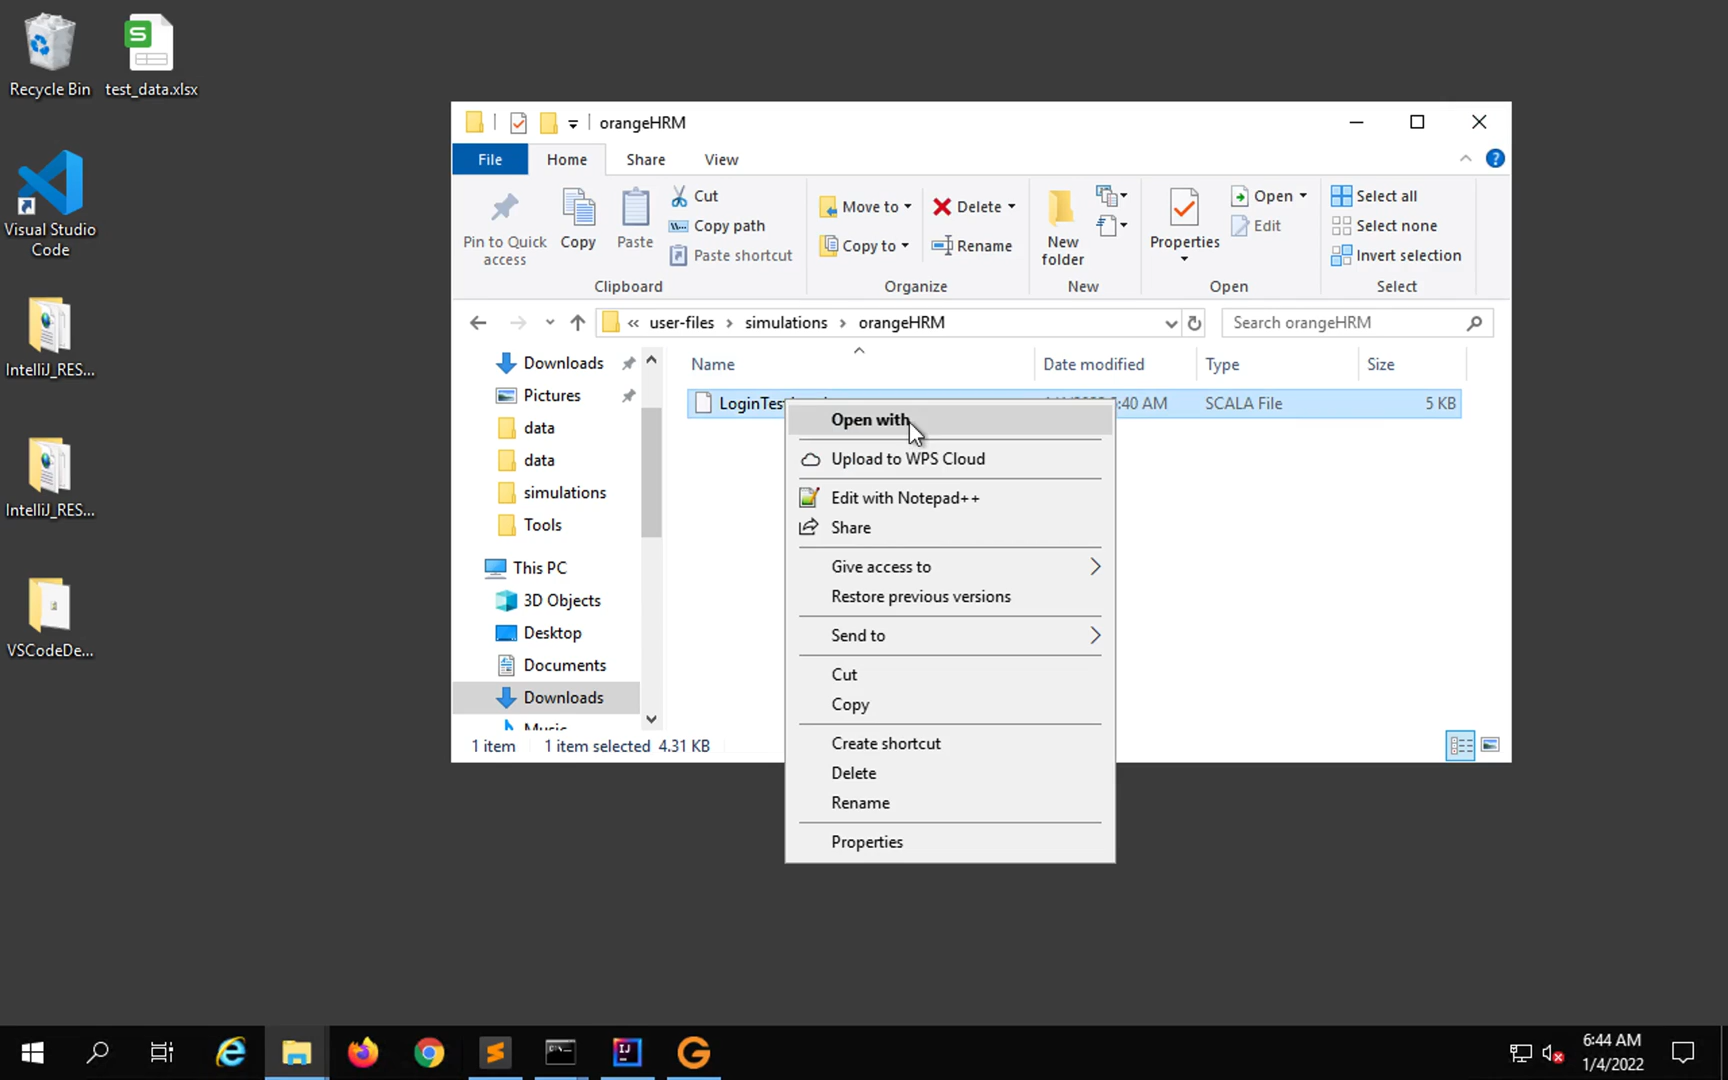 Recycle Bin
test_data.xlsx
Visual Studio
Code
IntelliJ_RES...
IntelliJ_RES...
VSCodeDe...
orangeHRM
File
Home
Share
View
Pin to Quick
access
Copy
Paste
Cut
Copy path
Paste shortcut
Clipboard
Move to
Copy to
Delete
Rename
Organize
New
folder
New
Properties
Open
Edit
Open
Select all
Select none
Invert selection
Select
« user-files > simulations > orangeHRM
Search orangeHRM
Downloads
Pictures
data
data
simulations
Tools
This PC
3D Objects
Desktop
Documents
Downloads
Music
Name
Date modified
Type
Size
:40 AM
SCALA File
5 KB
Open with
Upload to WPS Cloud
Edit with Notepad++
Share
Give access to
Restore previous versions
Send to
Cut
Copy
Create shortcut
Delete
Rename
Properties
1 item
1 item selected 4.31 KB
6:44 AM
1/4/2022